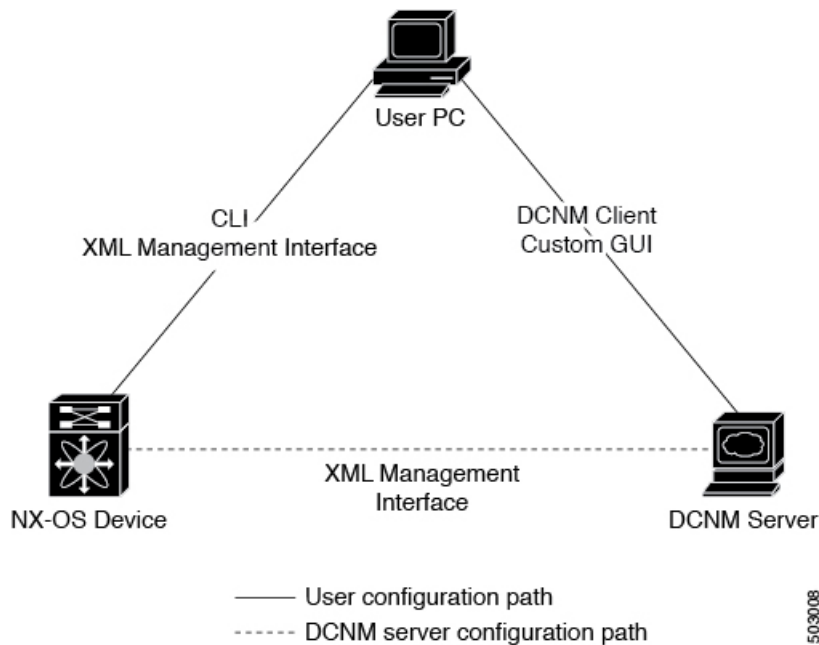 User PC
CLI
XML Management Interface
DCNM Client
Custom GUI
XML Management
Interface
NX-OS Device
DCNM Server
User configuration path
DCNM server configuration path
503008